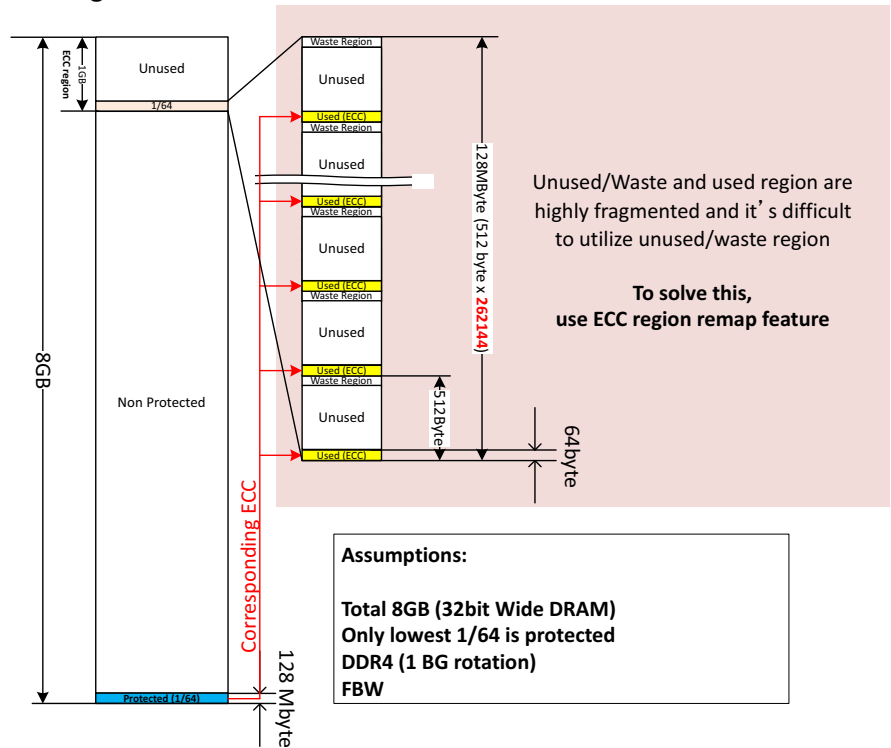 8GB
1GB
ECC region
Unused
1/64
Non Protected
Protected (1/64)
128 Mbyte
Corresponding ECC
Waste Region
Unused
Used (ECC)
Waste Region
Unused
Used (ECC)
Waste Region
Unused
Used (ECC)
Waste Region
Unused
Used (ECC)
Waste Region
Unused
Used (ECC)
128MByte (512 byte x 262144)
512Byte
64byte
Unused/Waste and used region are
highly fragmented and it's difficult
to utilize unused/waste region
To solve this,
use ECC region remap feature
Assumptions:
Total 8GB (32bit Wide DRAM)
Only lowest 1/64 is protected
DDR4 (1 BG rotation)
FBW